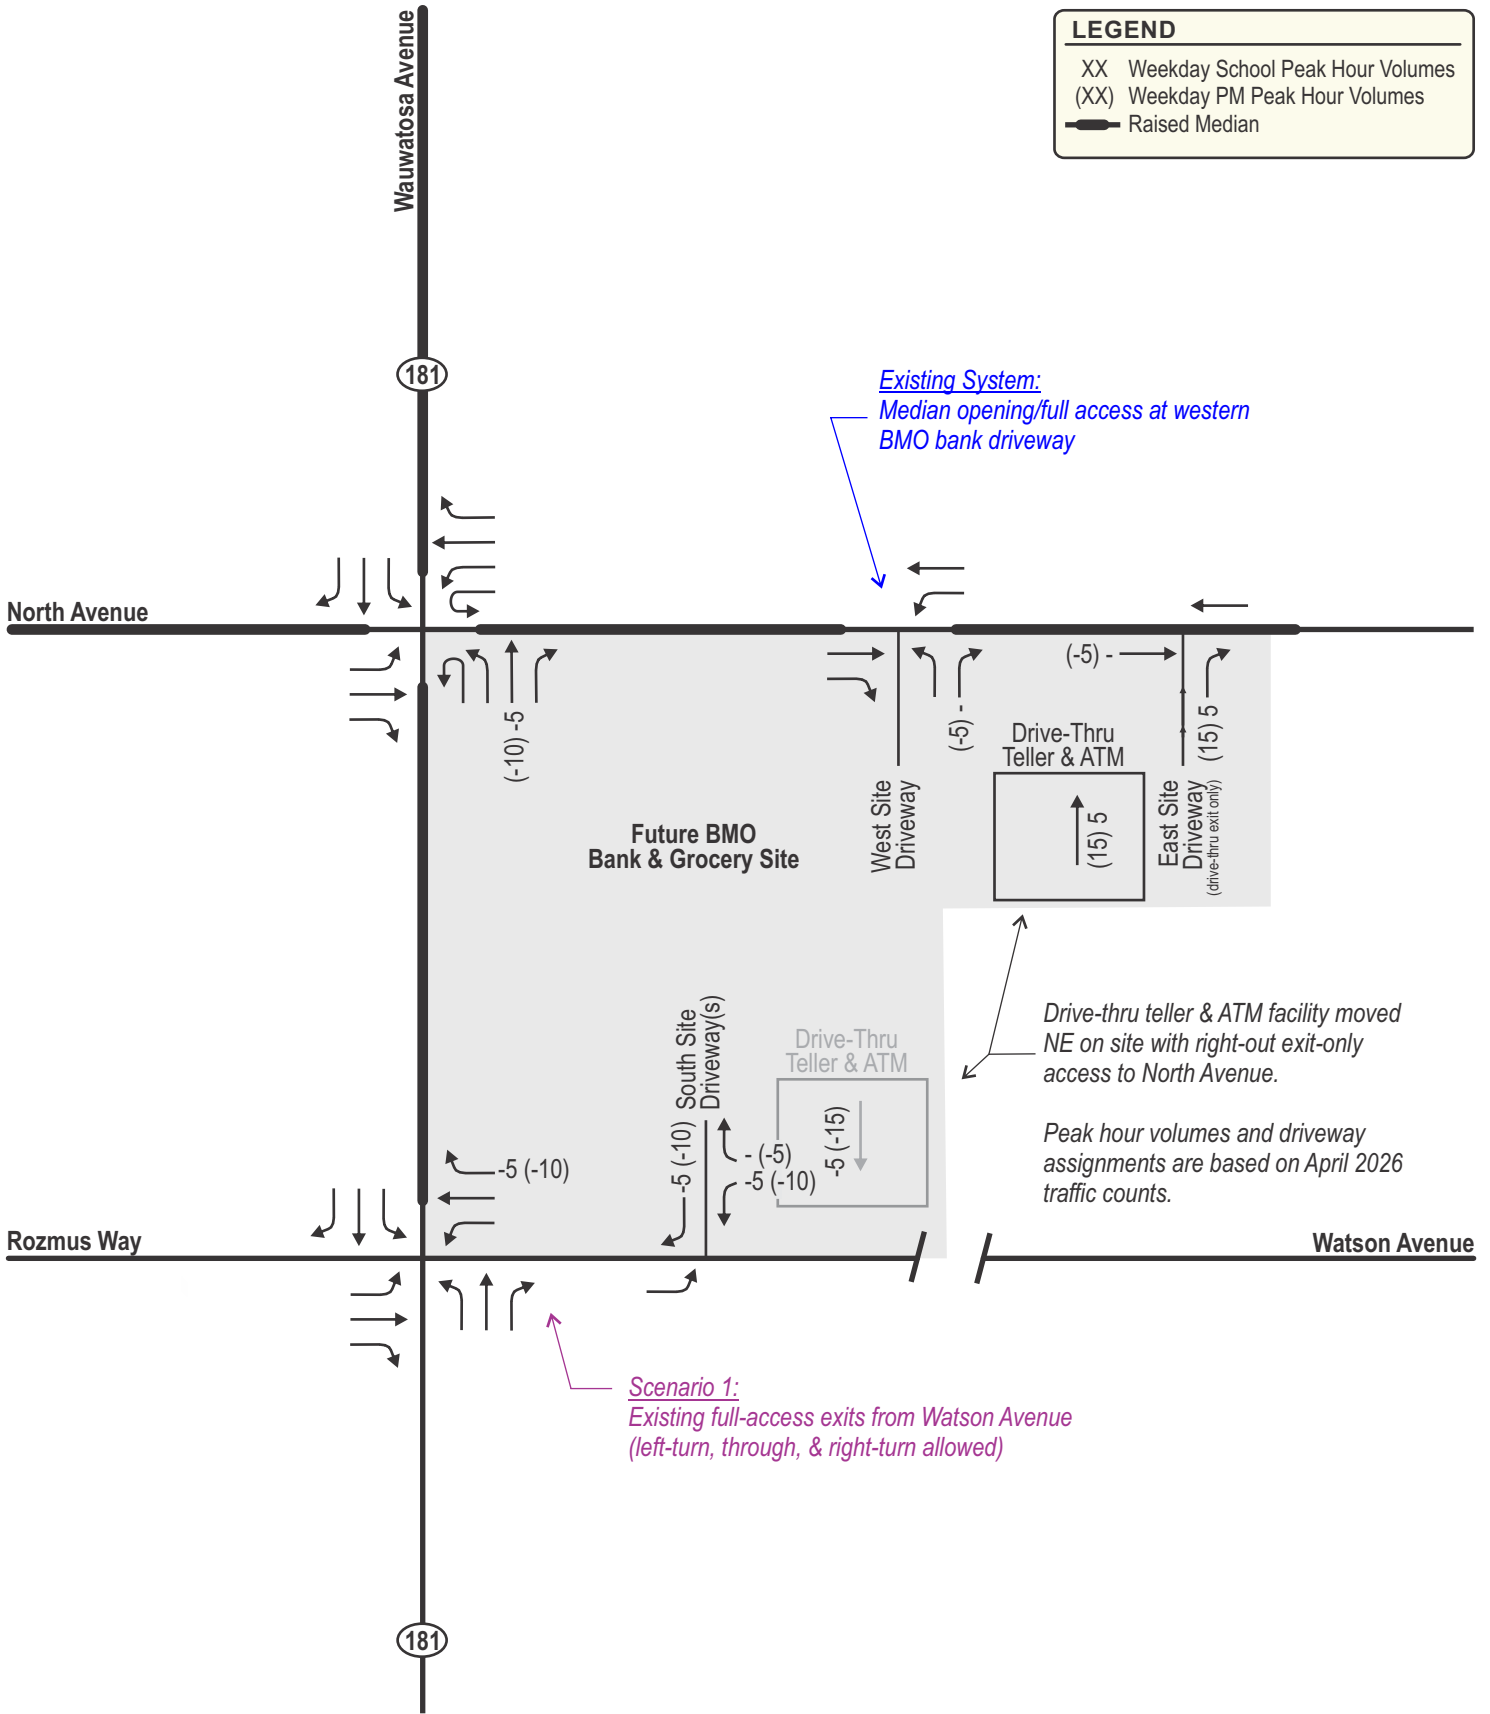 LEGEND
XX Weekday School Peak Hour Volumes
(XX) Weekday PM Peak Hour Volumes
Raised Median
Wauwatosa Avenue
181
Existing System:
Median opening/full access at western
BMO bank driveway
North Avenue
(-10) -5
(-5) -
(-5) -
(15) 5
Drive-Thru
Teller & ATM
(15) 5
West Site
Driveway
East Site
Driveway
(drive-thru exit only)
Future BMO
Bank & Grocery Site
Drive-thru teller & ATM facility moved
NE on site with right-out exit-only
access to North Avenue.
Peak hour volumes and driveway
assignments are based on April 2026
traffic counts.
South Site
Driveway(s)
Drive-Thru
Teller & ATM
-5 (-10)
- (-5)
-5 (-10)
-5 (-15)
-5 (-10)
Rozmus Way
Watson Avenue
Scenario 1:
Existing full-access exits from Watson Avenue
(left-turn, through, & right-turn allowed)
181